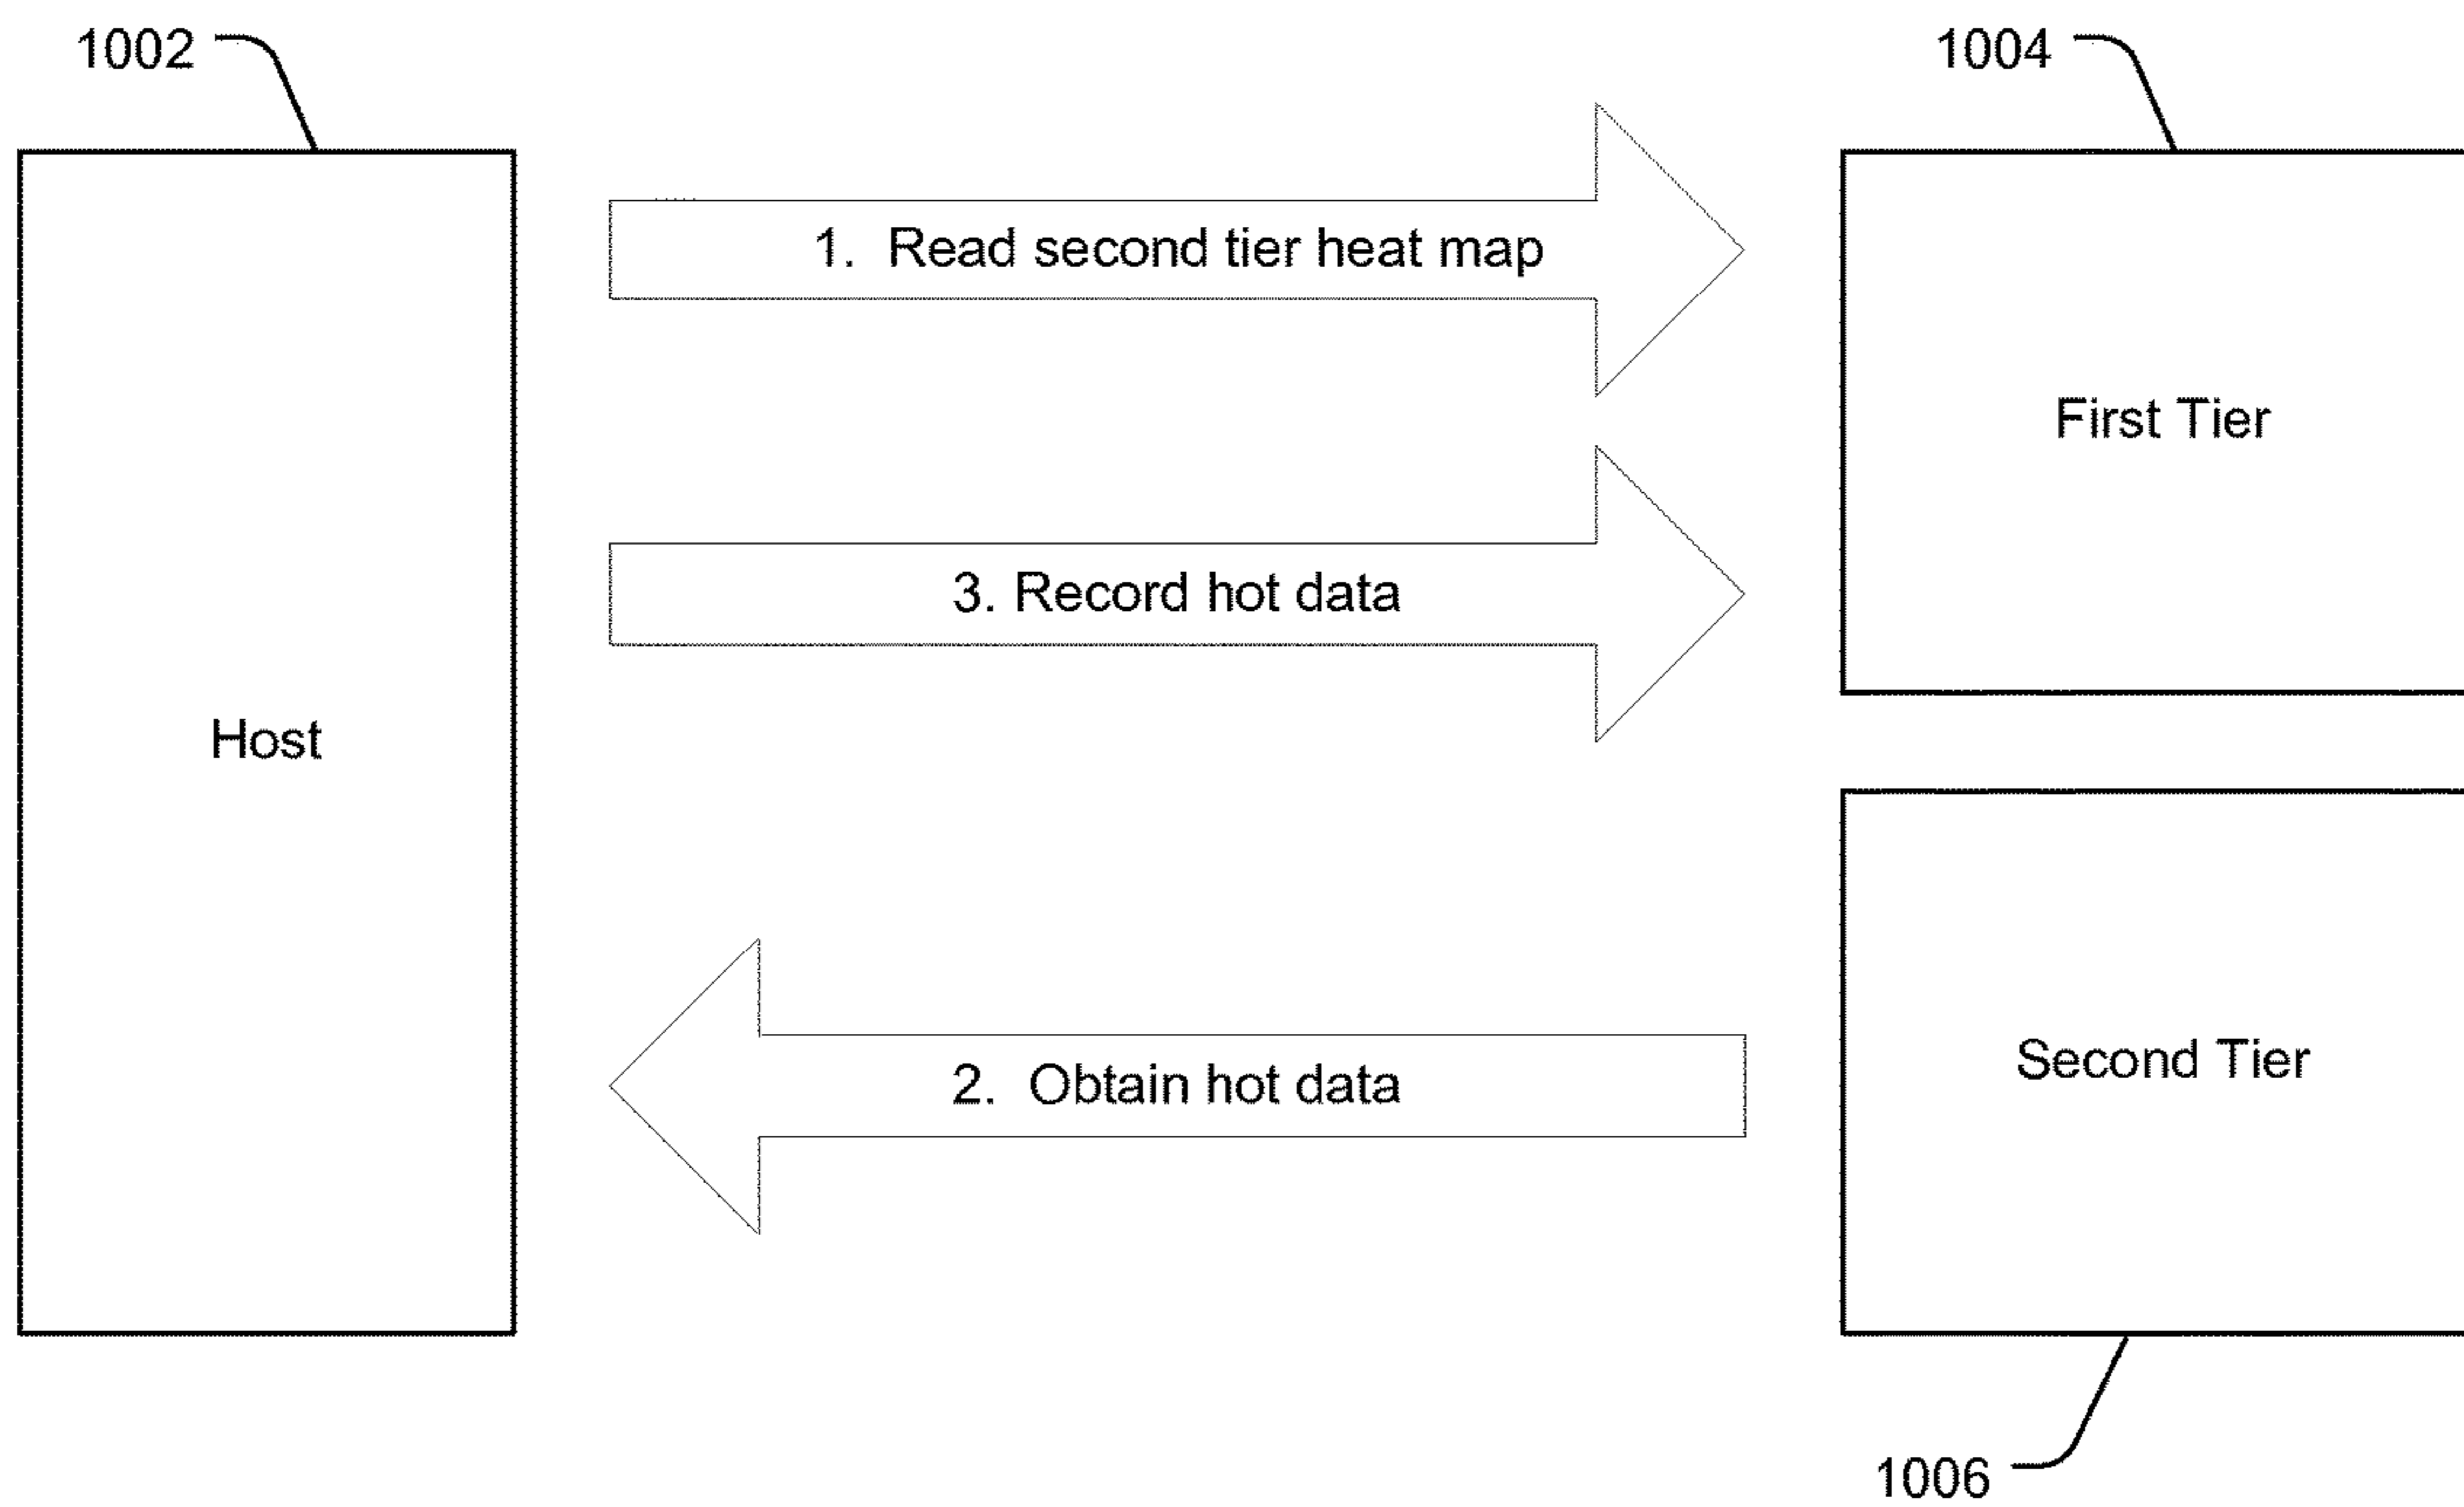 1002
1004
1. Read second tier heat map
First Tier
3. Record hot data
Host
Second Tier
2. Obtain hot data
1006